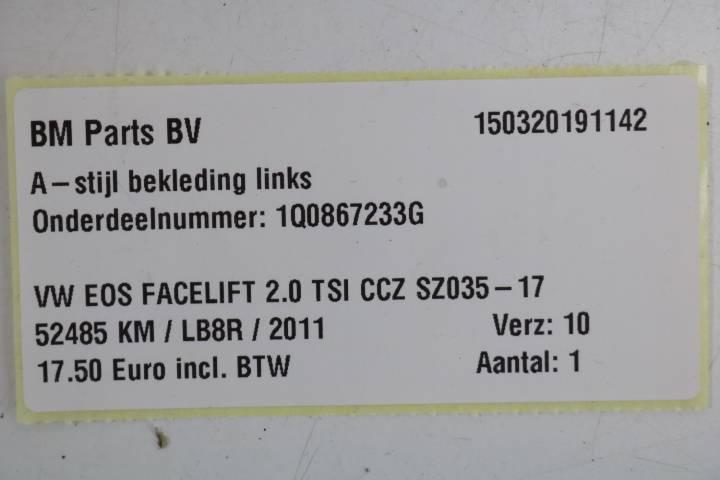 BM Parts BV 150320191142
A-stijl bekleding links
Onderdeelnummer: 1Q0867233G
VW EOS FACELIFT 2.0 TSI CCZ SZ035-17
52485 KM / LB8R / 2011 Verz: 10
17.50 Euro incl. BTW Aantal: 1